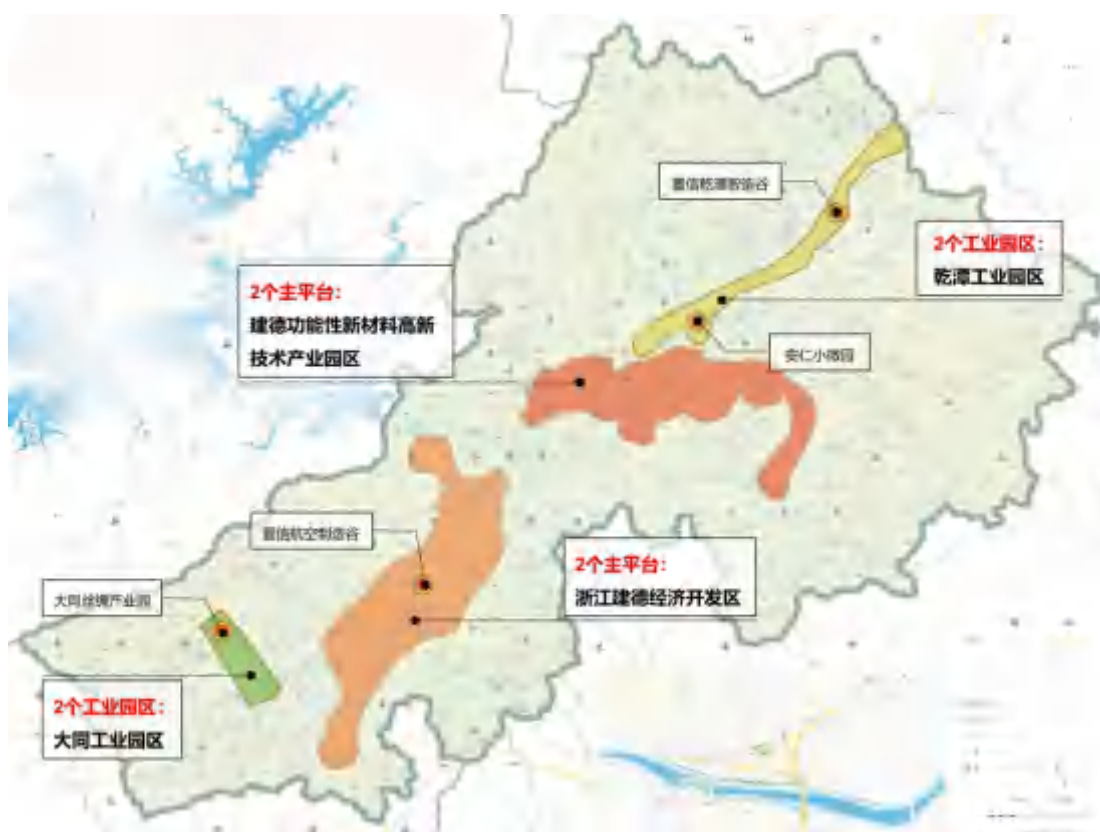 置信乾潭智造谷
2个工业园区：
乾潭工业园区
2个主平台：
建德功能性新材料高新
技术产业园区
安仁小微园
置信航空制造谷
2个主平台：
浙江建德经济开发区
大同丝绸产业园
2个工业园区：
大同工业园区